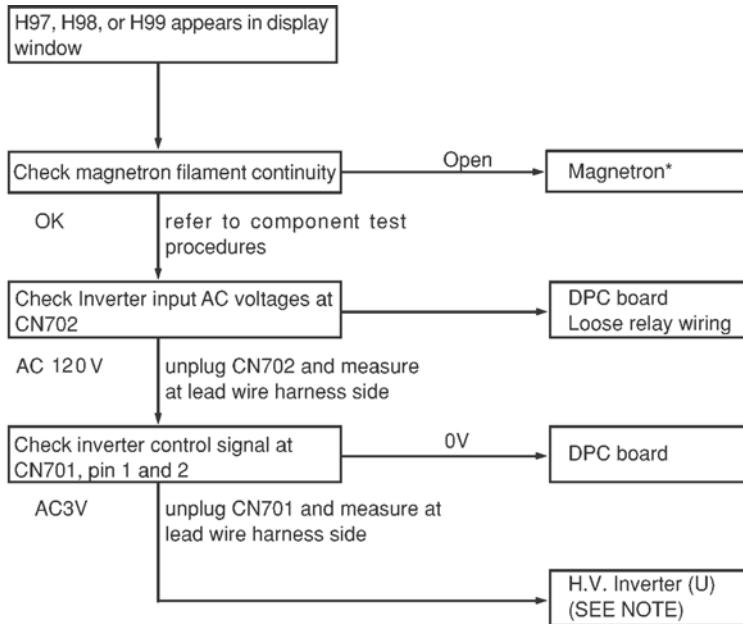 H97, H98, or H99 appears in display
window
Check magnetron filament continuity
Open
Magnetron*
OK
refer to component test
procedures
Check Inverter input AC voltages at
CN702
DPC board
Loose relay wiring
AC 120V
unplug CN702 and measure
at lead wire harness side
Check inverter control signal at
CN701, pin 1 and 2
0V
DPC board
AC3V
unplug CN701 and measure at
lead wire harness side
H.V. Inverter (U)
(SEE NOTE)